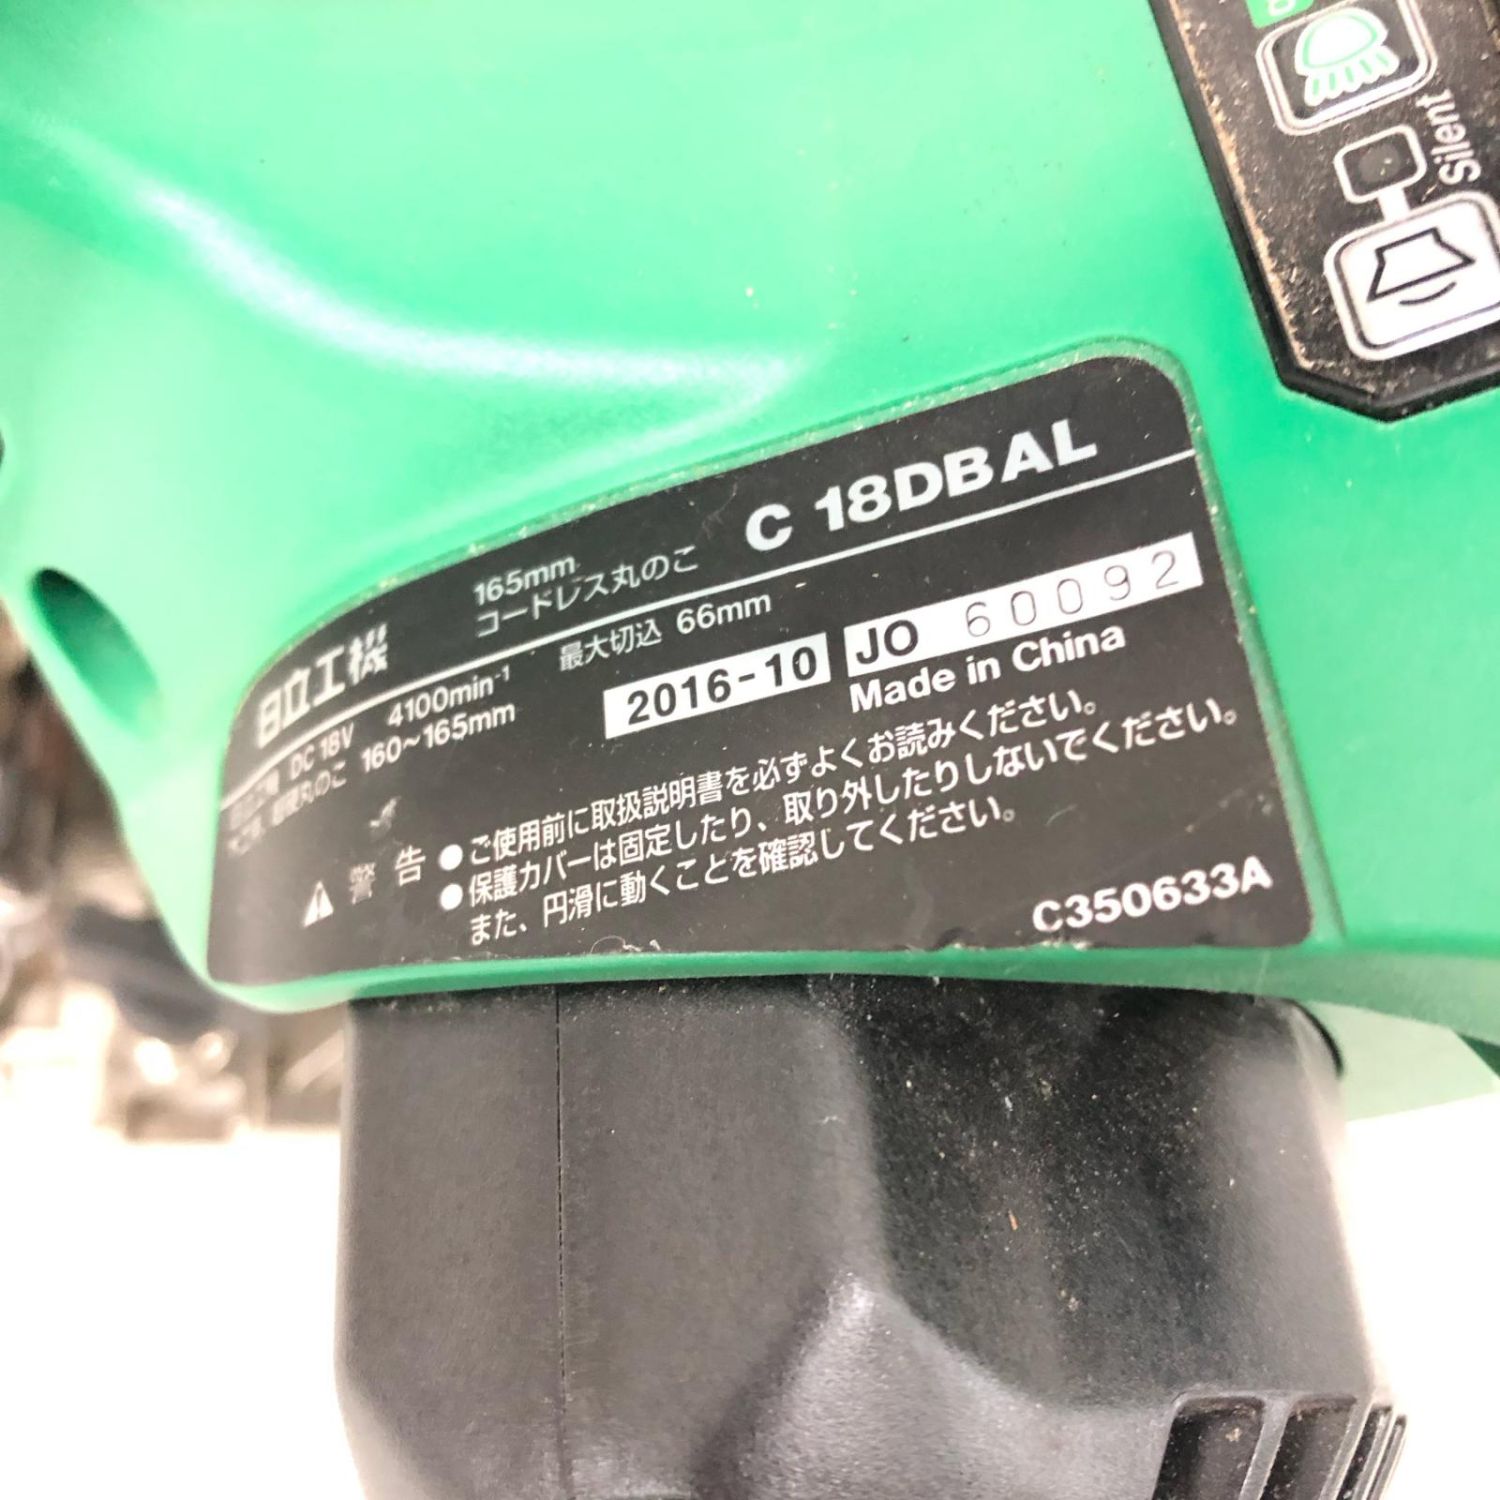 Silent
165mm
コードレス丸のこ
C 18DBAL
日立工機
DC 18V 4100min⁻¹
160~165mm
最大切込 66mm
2016-10
JO 60092
Made in China
警告
●ご使用前に取扱説明書を必ずよくお読みください。
●保護カバーは固定したり、取り外したりしないでください。
また、円滑に動くことを確認してください。
C350633A